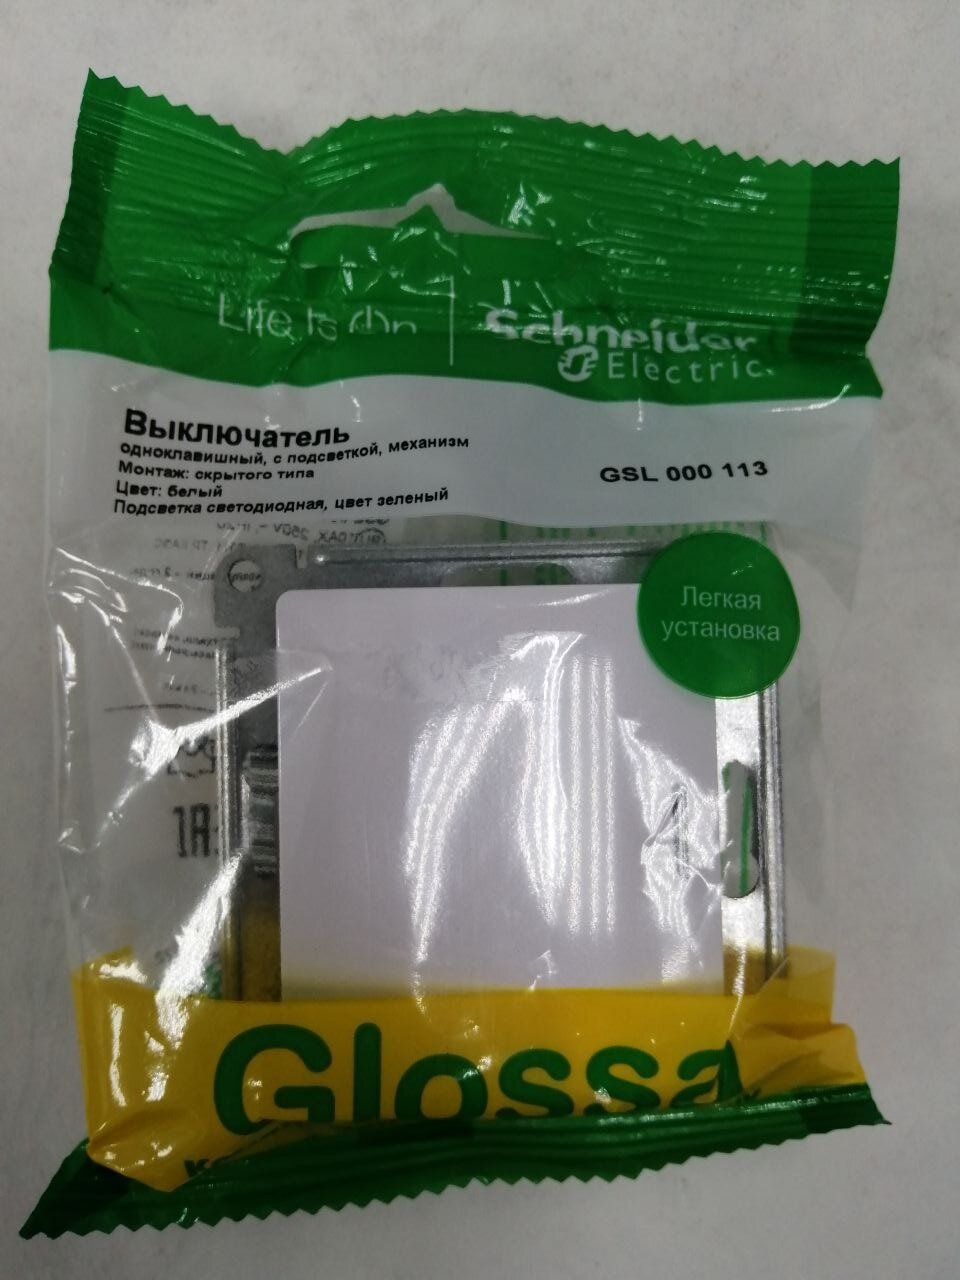 Life Is On
Schneider
Electric
Выключатель
одноклавишный, с подсветкой, механизм
Монтаж: скрытого типа
Цвет: белый
Подсветка светодиодная, цвет зеленый
GSL 000 113
Легкая
установка
Glossa